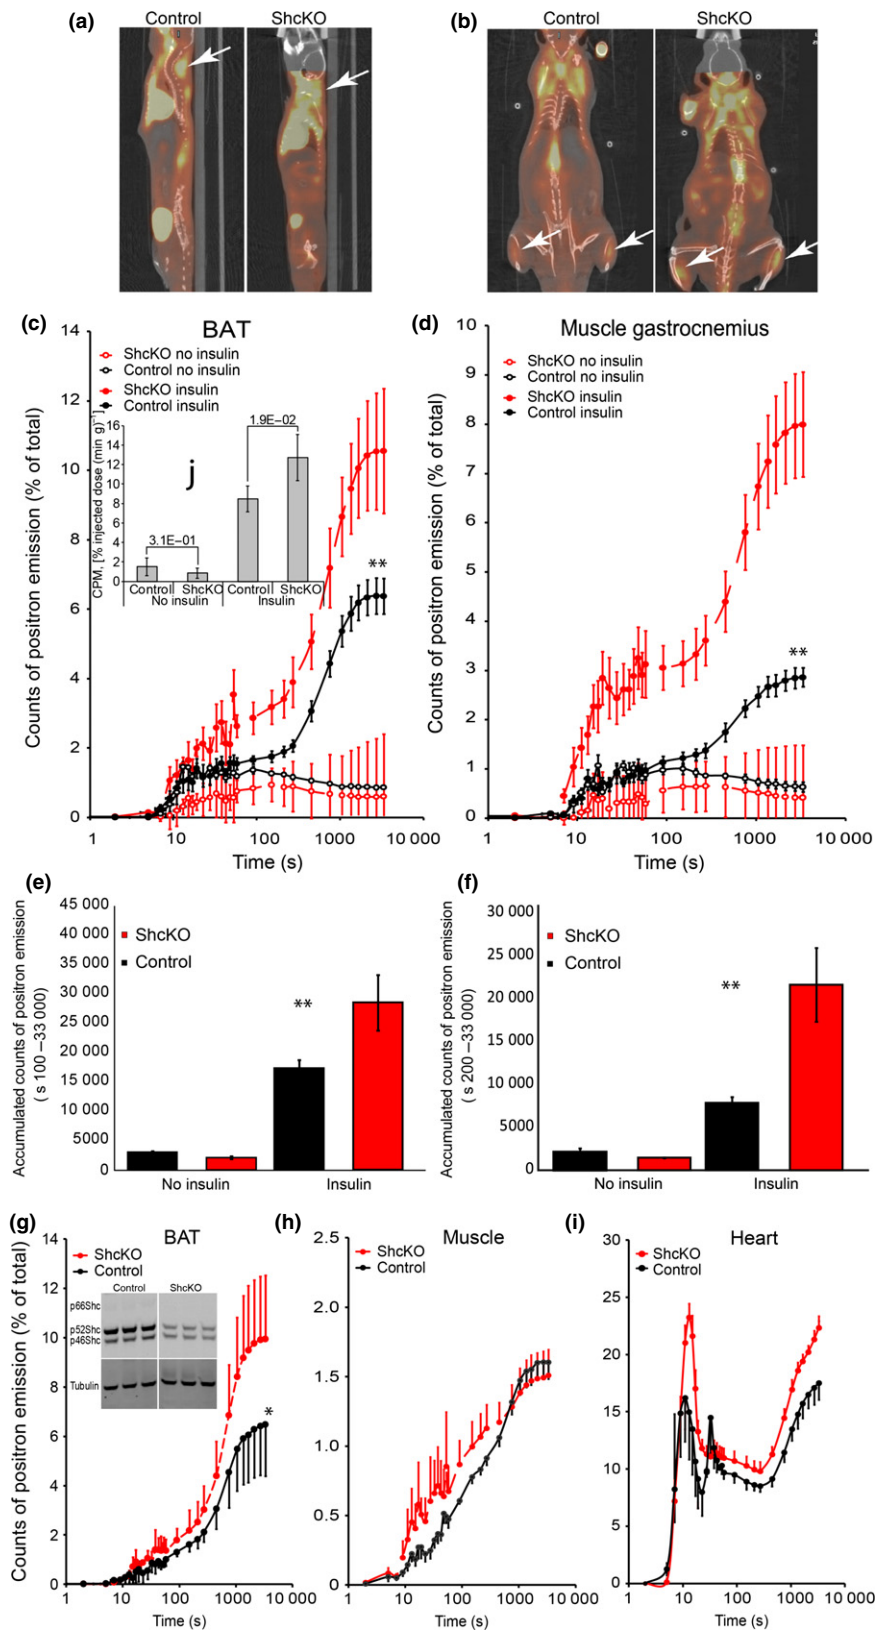 (a) Control ShcKO
(b) Control ShcKO
(c) BAT
ShcKO no insulin
Control no insulin
ShcKO insulin
Control insulin
Counts of positron emission (% of total)
14
12
10
8
6
4
2
0
1 10 100 1000 10 000
Time (s)
**
j
CPM, [% injected dose (min g)⁻¹
16
14
12
10
8
6
4
2
0
3.1E−01
1.9E−02
Control ShcKO Control ShcKO
No insulin Insulin
(d) Muscle gastrocnemius
ShcKO no insulin
Control no insulin
ShcKO insulin
Control insulin
Counts of positron emission (% of total)
10
9
8
7
6
5
4
3
2
1
0
1 10 100 1000 10 000
Time (s)
**
(e)
Accumulated counts of positron emission
( s 100 –33 000)
45 000
40 000
35 000
30 000
25 000
20 000
15 000
10 000
5000
0
ShcKO
Control
**
No insulin Insulin
(f)
Accumulated counts of positron emission
( s 200 –33 000)
30 000
25 000
20 000
15 000
10 000
5000
0
ShcKO
Control
**
No insulin Insulin
(g) BAT
ShcKO
Control
Counts of positron emission (% of total)
14
12
10
8
6
4
2
0
Control ShcKO
p66Shc
p52Shc
p46Shc
Tubulin
*
1 10 100 1000 10 000
Time (s)
(h) Muscle
ShcKO
Control
2.5
2.0
1.5
1.0
0.5
0
1 10 100 1000 10 000
Time (s)
(i) Heart
ShcKO
Control
30
25
20
15
10
5
0
1 10 100 1000 10 000
Time (s)